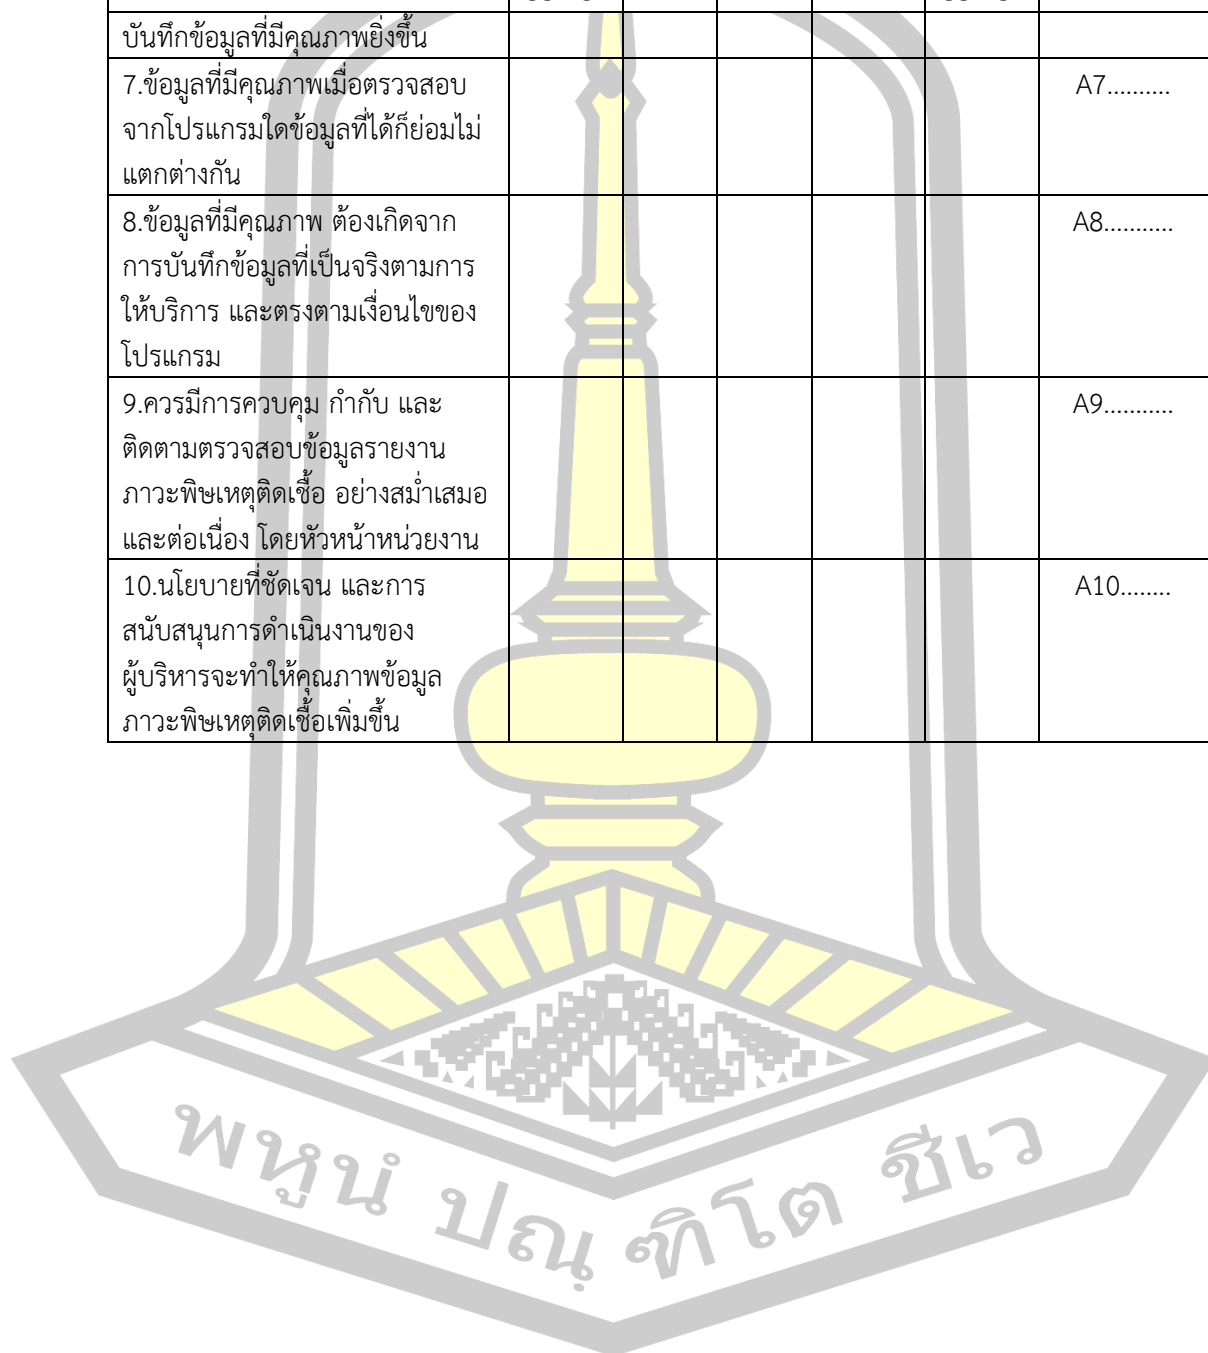 บันทึกข้อมูลที่มีคุณภาพยิ่งขึ้น
7.ข้อมูลที่มีคุณภาพเมื่อตรวจสอบ A7..........
จากโปรแกรมใดข้อมูลที่ได้ก็ย่อมไม่
แตกต่างกัน
8.ข้อมูลที่มีคุณภาพ ต้องเกิดจาก A8...........
การบันทึกข้อมูลที่เป็นจริงตามการ
ให้บริการ และตรงตามเงื่อนไขของ
โปรแกรม
9.ควรมีการควบคุม กำกับ และ A9...........
ติดตามตรวจสอบข้อมูลรายงาน
ภาวะพิษเหตุติดเชื้อ อย่างสม่ำเสมอ
และต่อเนื่อง โดยหัวหน้าหน่วยงาน
10.นโยบายที่ชัดเจน และการ A10........
สนับสนุนการดำเนินงานของ
ผู้บริหารจะทำให้คุณภาพข้อมูล
ภาวะพิษเหตุติดเชื้อเพิ่มขึ้น
พหูนํ ปณฺฑิโต ชีเว